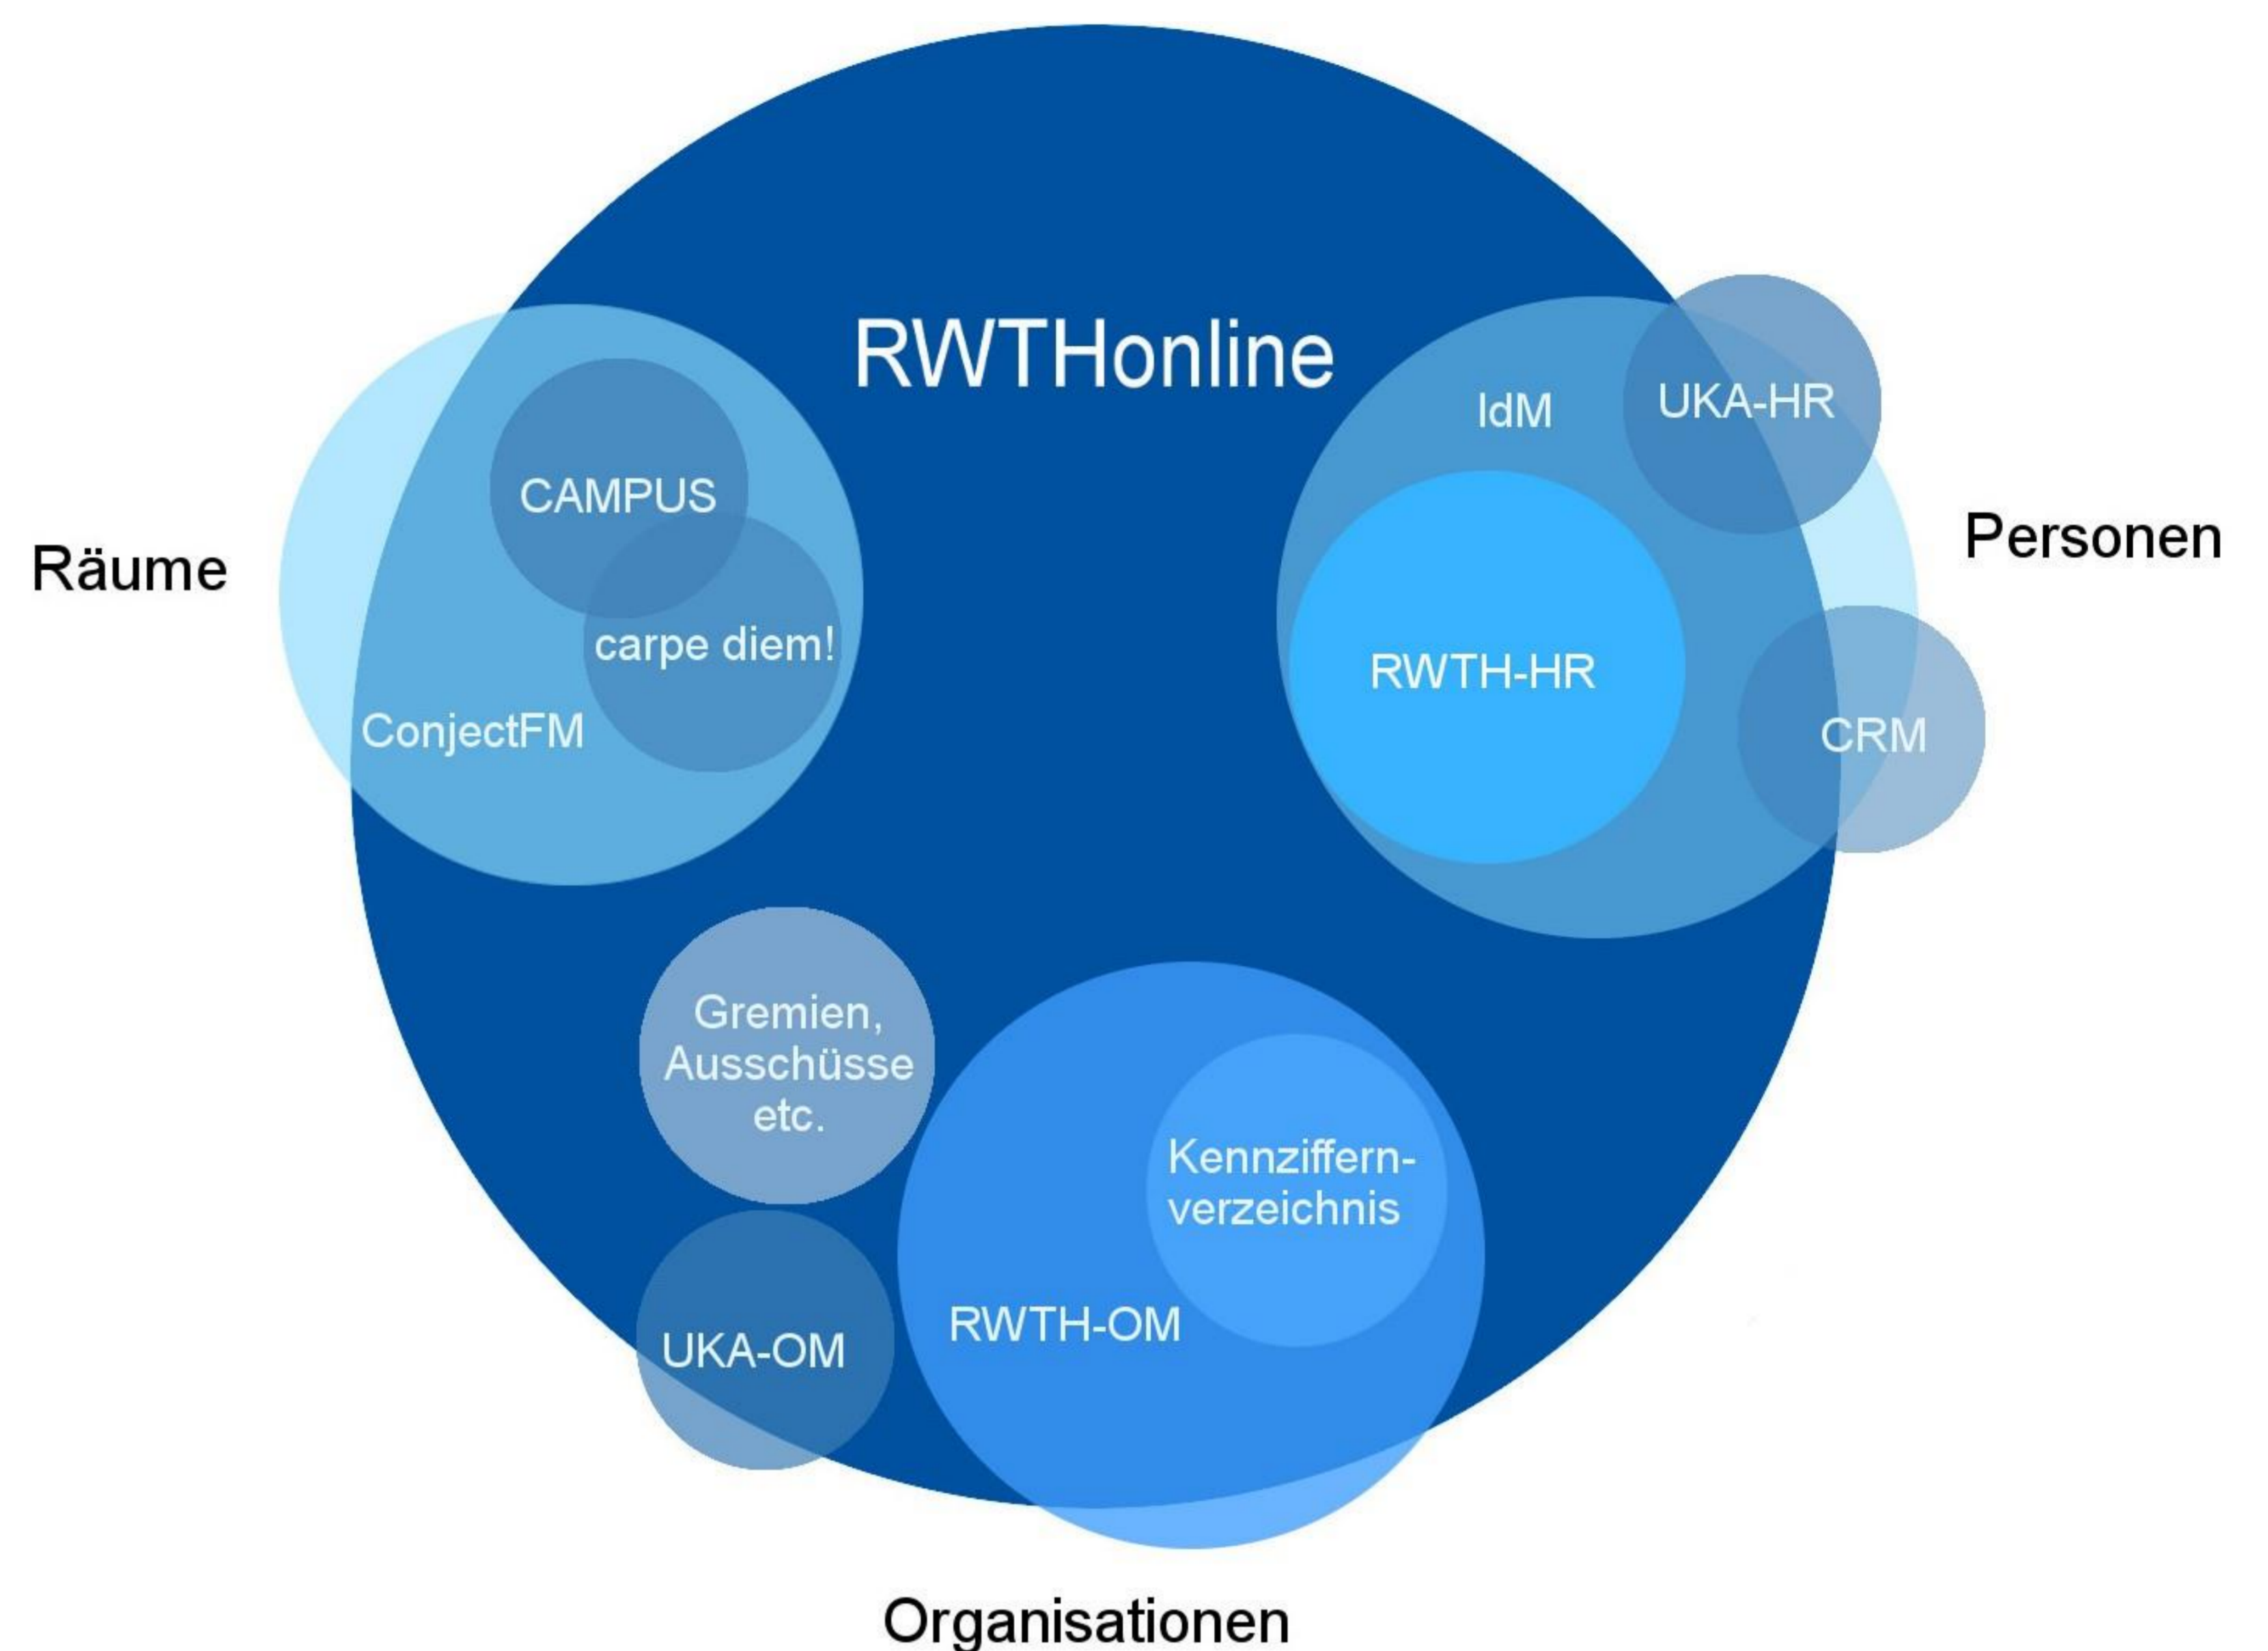 RWTHonline
Räume
CAMPUS
carpe diem!
ConjectFM
IdM
UKA-HR
Personen
RWTH-HR
CRM
Gremien,
Ausschüsse
etc.
Kennziffern-
verzeichnis
RWTH-OM
UKA-OM
Organisationen